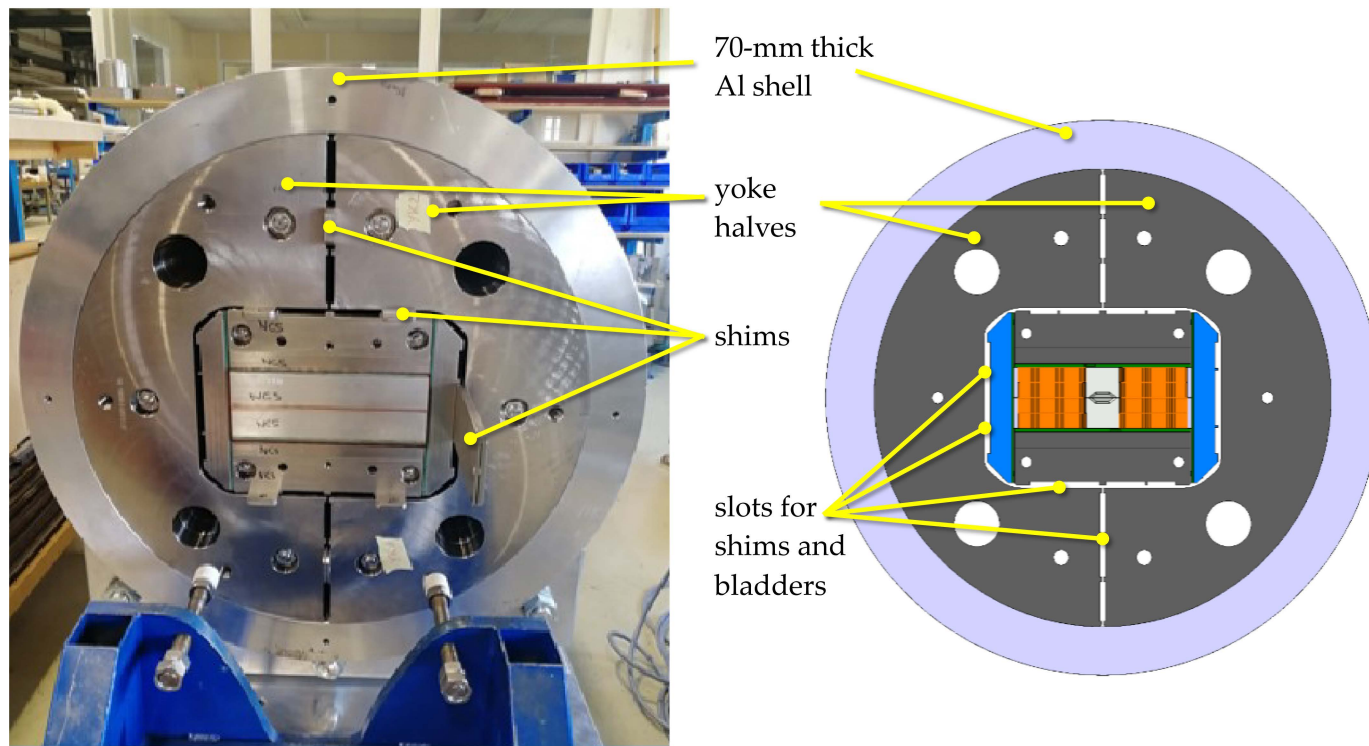 70-mm thick
Al shell
yoke
halves
shims
slots for
shims and
bladders